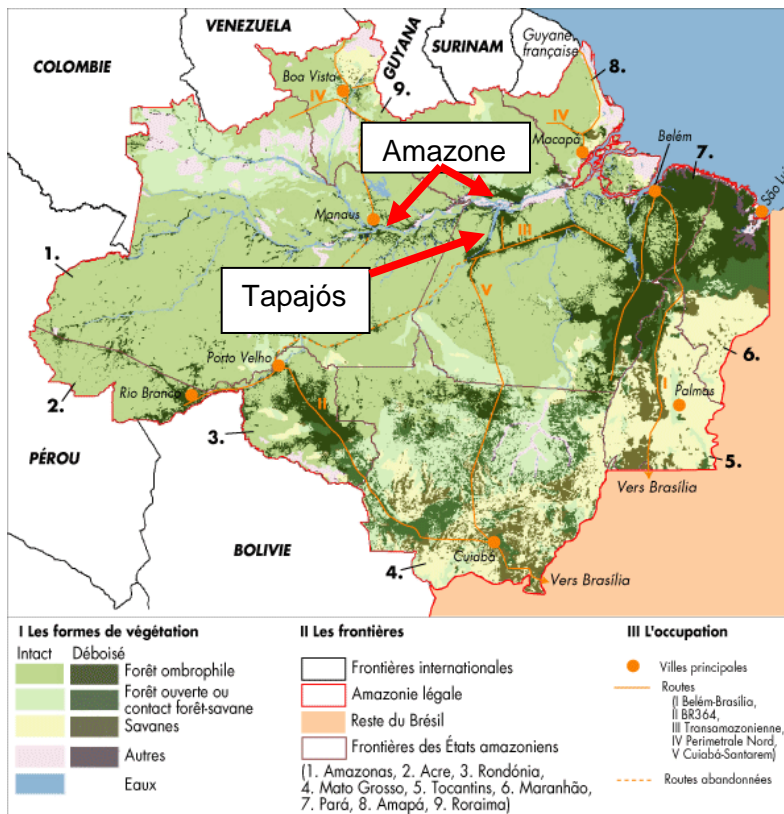 VENEZUELA
COLOMBIE
GUYANA
SURINAM
Guyane
française
8.
Boa Vista
IV
9.
IV
Macapá
Belém
7.
São Luí
Amazone
Manaus
III
1.
Tapajós
V
6.
Porto Velho
I
Palmas
2.
Rio Branco
II
3.
5.
PÉROU
Vers Brasília
BOLIVIE
Cuiabá
4.
Vers Brasília
I Les formes de végétation
Intact Déboisé
Forêt ombrophile
Forêt ouverte ou
contact forêt-savane
Savanes
Autres
Eaux
II Les frontières
Frontières internationales
Amazonie légale
Reste du Brésil
Frontières des États amazoniens
(1. Amazonas, 2. Acre, 3. Rondónia,
4. Mato Grosso, 5. Tocantins, 6. Maranhão,
7. Pará, 8. Amapá, 9. Roraima)
III L'occupation
Villes principales
Routes
(I Belém-Brasília,
II BR364,
III Transamazonienne,
IV Perimetrale Nord,
V Cuiabá-Santarem)
Routes abandonnées